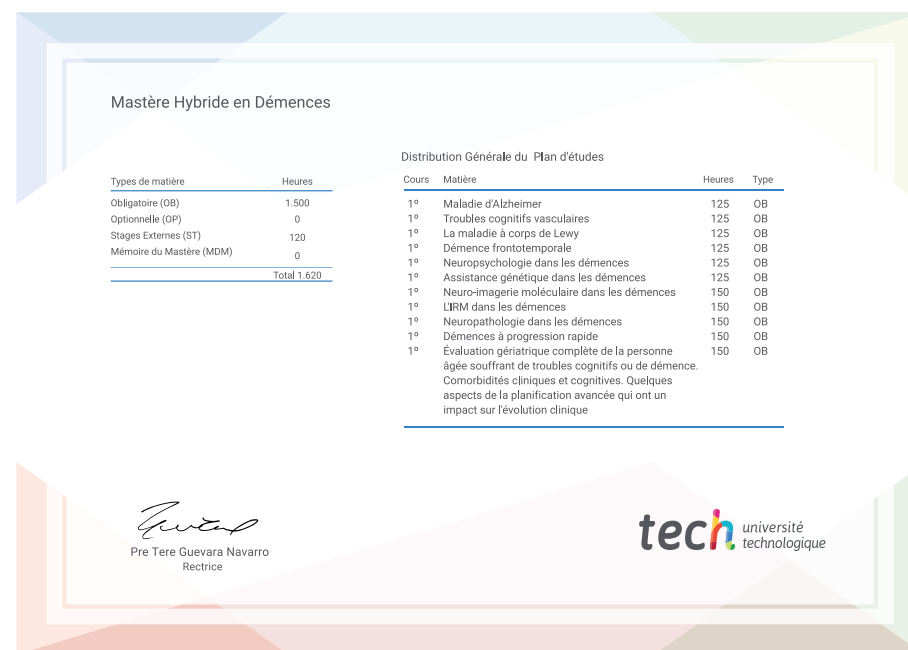 Mastère Hybride en Démences
Types de matière Heures
Obligatoire (OB) 1.500
Optionnelle (OP) 0
Stages Externes (ST) 120
Mémoire du Mastère (MDM) 0
Total 1.620
Distribution Générale du Plan d'études
Cours Matière Heures Type
1º Maladie d'Alzheimer 125 OB
1º Troubles cognitifs vasculaires 125 OB
1º La maladie à corps de Lewy 125 OB
1º Démence frontotemporale 125 OB
1º Neuropsychologie dans les démences 125 OB
1º Assistance génétique dans les démences 125 OB
1º Neuro-imagerie moléculaire dans les démences 150 OB
1º L'IRM dans les démences 150 OB
1º Neuropathologie dans les démences 150 OB
1º Démences à progression rapide 150 OB
1º Évaluation gériatrique complète de la personne 150 OB
âgée souffrant de troubles cognitifs ou de démence.
Comorbidités cliniques et cognitives. Quelques
aspects de la planification avancée qui ont un
impact sur l'évolution clinique
Pre Tere Guevara Navarro
Rectrice
tech université
technologique